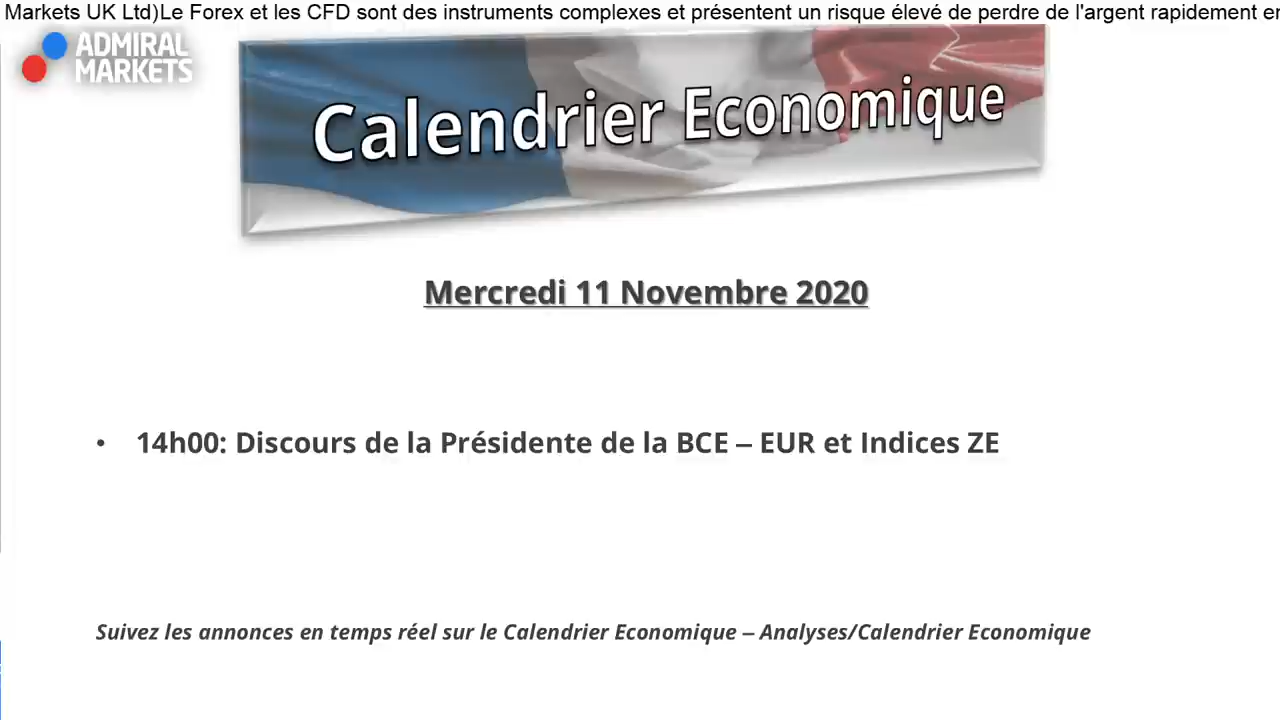 Markets UK Ltd)Le Forex et les CFD sont des instruments complexes et présentent un risque élevé de perdre de l'argent rapidement en
ADMIRAL
MARKETS
Calendrier Economique
Mercredi 11 Novembre 2020
• 14h00: Discours de la Présidente de la BCE – EUR et Indices ZE
Suivez les annonces en temps réel sur le Calendrier Economique – Analyses/Calendrier Economique